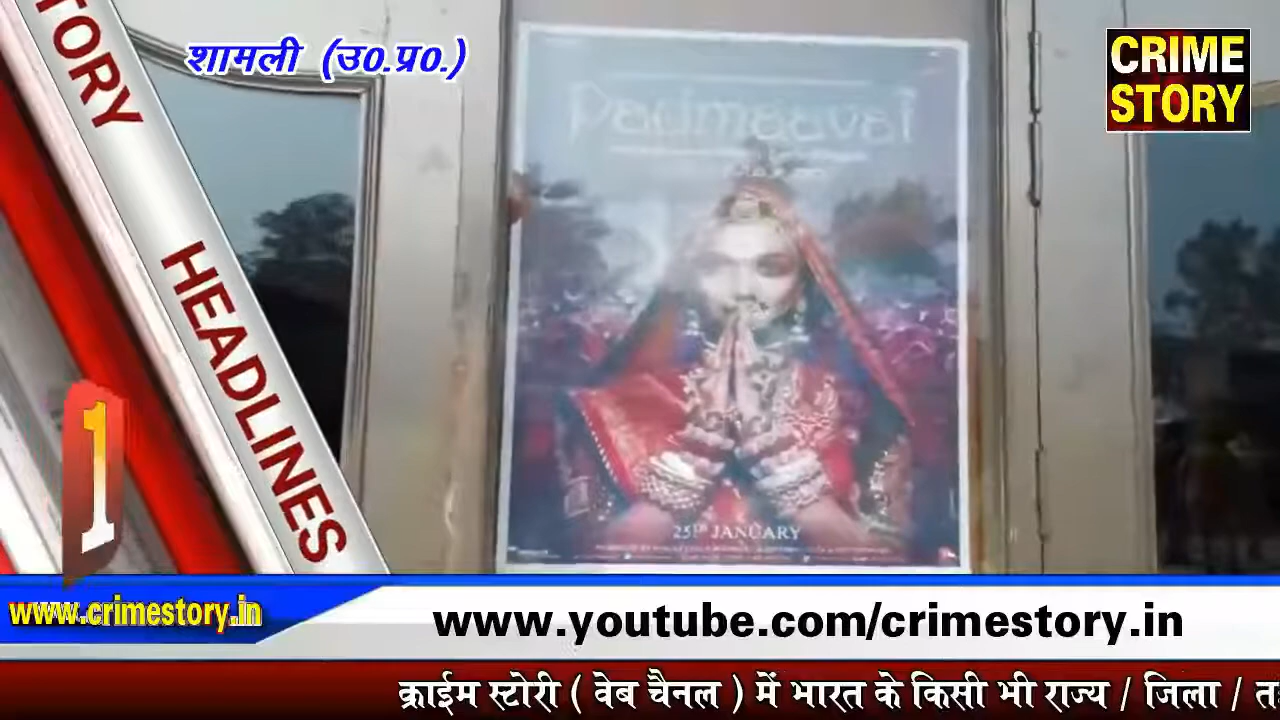 TORY
HEADLINES
शामली (उ०.प्र०.)
CRIME
STORY
Padmaavat
25TH JANUARY
1
www.crimestory.in
www.youtube.com/crimestory.in
क्राईम स्टोरी ( वेब चैनल ) में भारत के किसी भी राज्य / जिला /